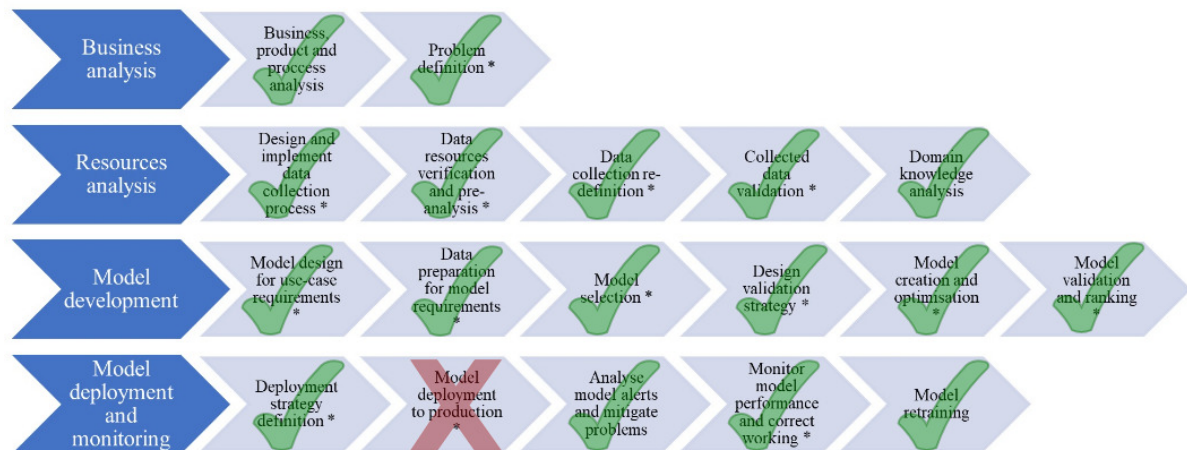 Business
analysis
Business,
product and
proccess
analysis
Problem
definition *
Resources
analysis
Design and
implement
data
collection
process *
Data
resources
verification
and pre-
analysis *
Data
collection re-
definition *
Collected
data
validation *
Domain
knowledge
analysis
Model
development
Model design
for use-case
requirements
*
Data
preparation
for model
requirements
*
Model
selection *
Design
validation
strategy *
Model
creation and
optimisation
*
Model
validation
and ranking
*
Model
deployment
and
monitoring
Deployment
strategy
definition *
Model
deployment
to production
*
Analyse
model alerts
and mitigate
problems
Monitor
model
performance
and correct
working *
Model
retraining